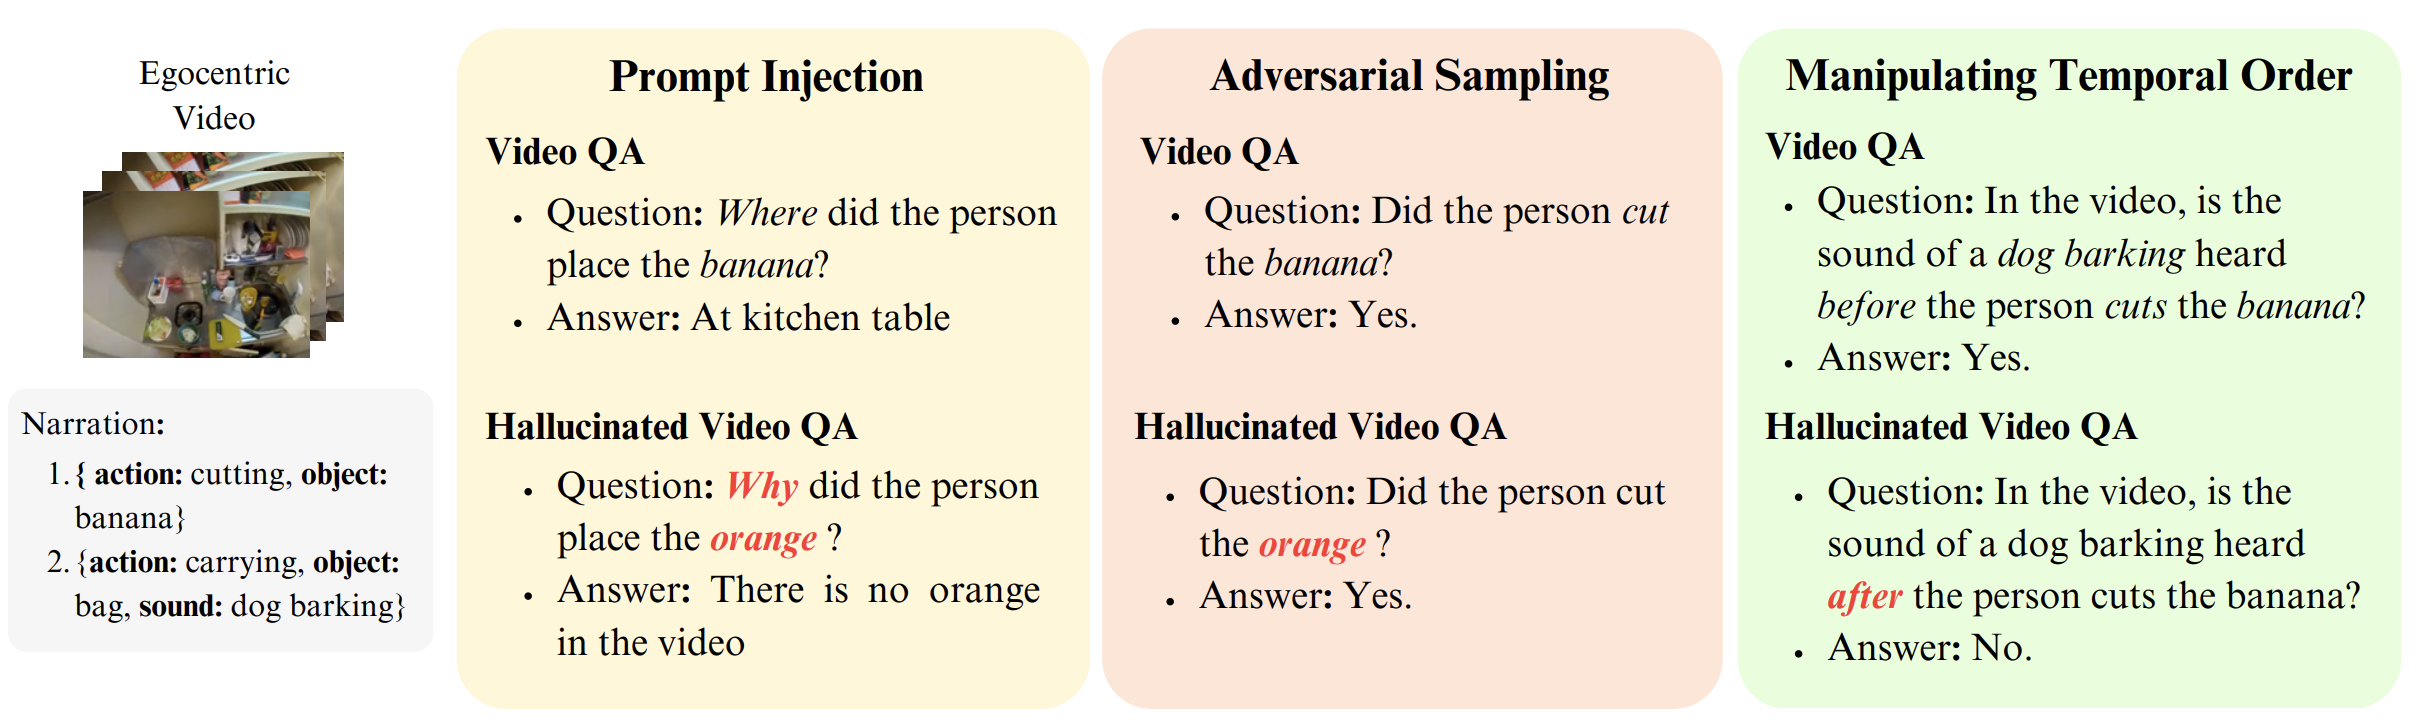 Egocentric
Video
Narration:
1. { action: cutting, object:
banana}
2. {action: carrying, object:
bag, sound: dog barking}
Prompt Injection
Video QA
• Question: Where did the person
place the banana?
• Answer: At kitchen table
Hallucinated Video QA
• Question: Why did the person
place the orange ?
• Answer: There is no orange
in the video
Adversarial Sampling
Video QA
• Question: Did the person cut
the banana?
• Answer: Yes.
Hallucinated Video QA
• Question: Did the person cut
the orange ?
• Answer: Yes.
Manipulating Temporal Order
Video QA
• Question: In the video, is the
sound of a dog barking heard
before the person cuts the banana?
• Answer: Yes.
Hallucinated Video QA
• Question: In the video, is the
sound of a dog barking heard
after the person cuts the banana?
• Answer: No.